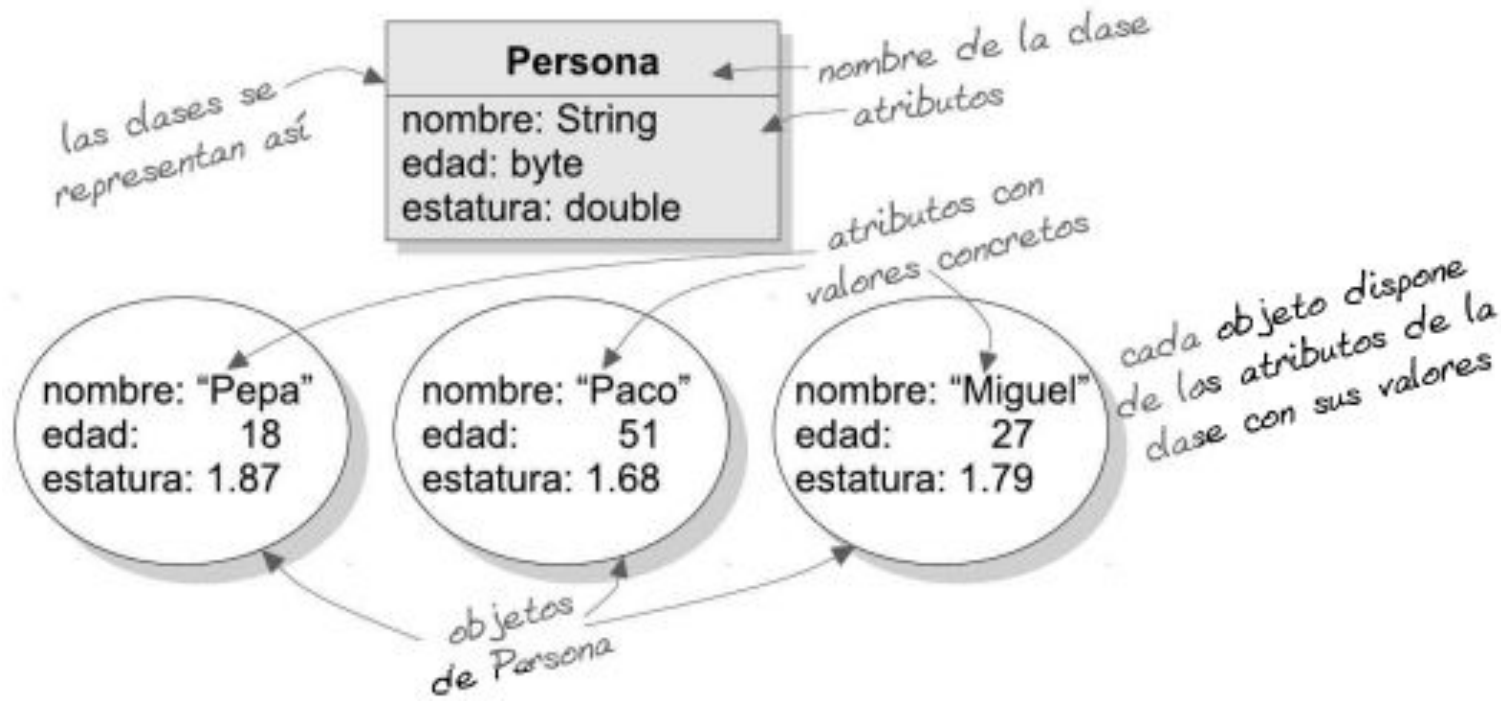 Persona
nombre: String
edad: byte
estatura: double
las clases se
representan así
nombre de la clase
atributos
atributos con
valores concretos
nombre: “Pepa”
edad: 18
estatura: 1.87
nombre: “Paco”
edad: 51
estatura: 1.68
nombre: “Miguel”
edad: 27
estatura: 1.79
cada objeto dispone
de los atributos de la
clase con sus valores
objetos
de Persona